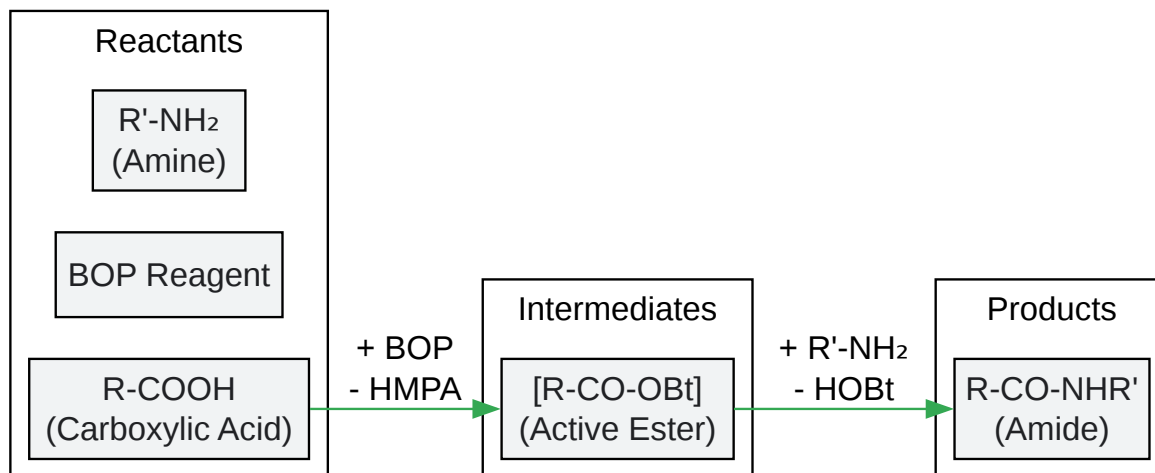 Reactants
R'-NH₂
(Amine)
BOP Reagent
R-COOH
(Carboxylic Acid)
+ BOP
- HMPA
Intermediates
[R-CO-OBt]
(Active Ester)
+ R'-NH₂
- HOBt
Products
R-CO-NHR'
(Amide)